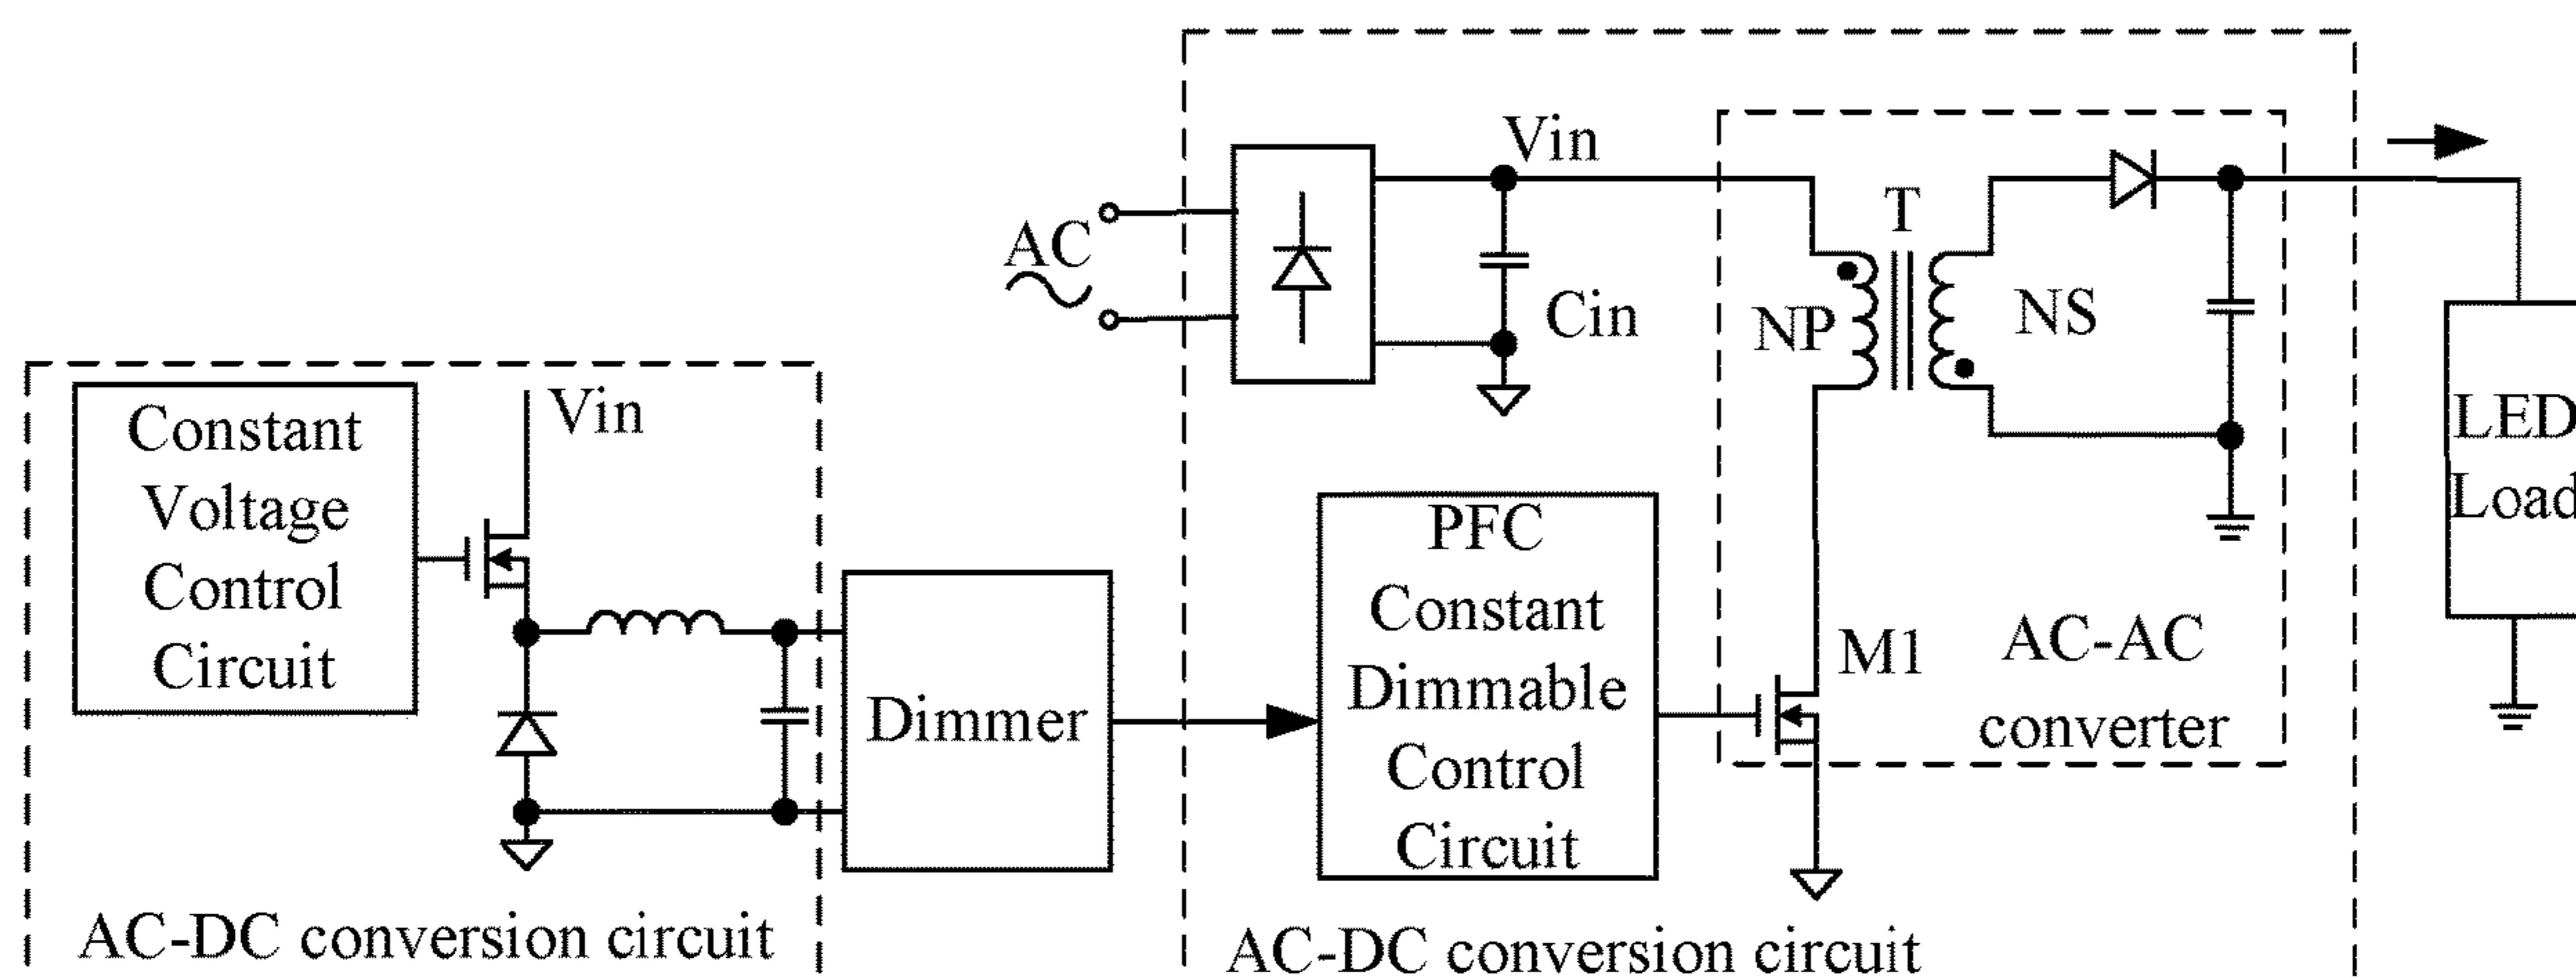 Vin
T
AC
NP
NS
Cin
Constant
Voltage
Control
Circuit
Vin
LED
Load
PFC
Constant
Dimmable
Control
Circuit
M1
AC-AC
converter
Dimmer
AC-DC conversion circuit
AC-DC conversion circuit